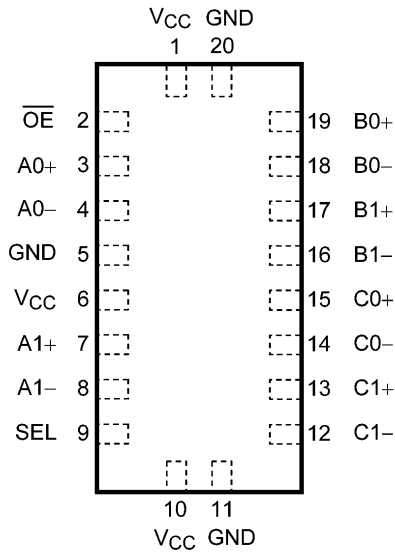 VCC GND
1 20
OE 2 19 B0+
A0+ 3 18 B0−
A0− 4 17 B1+
GND 5 16 B1−
VCC 6 15 C0+
A1+ 7 14 C0−
A1− 8 13 C1+
SEL 9 12 C1−
10 11
VCC GND